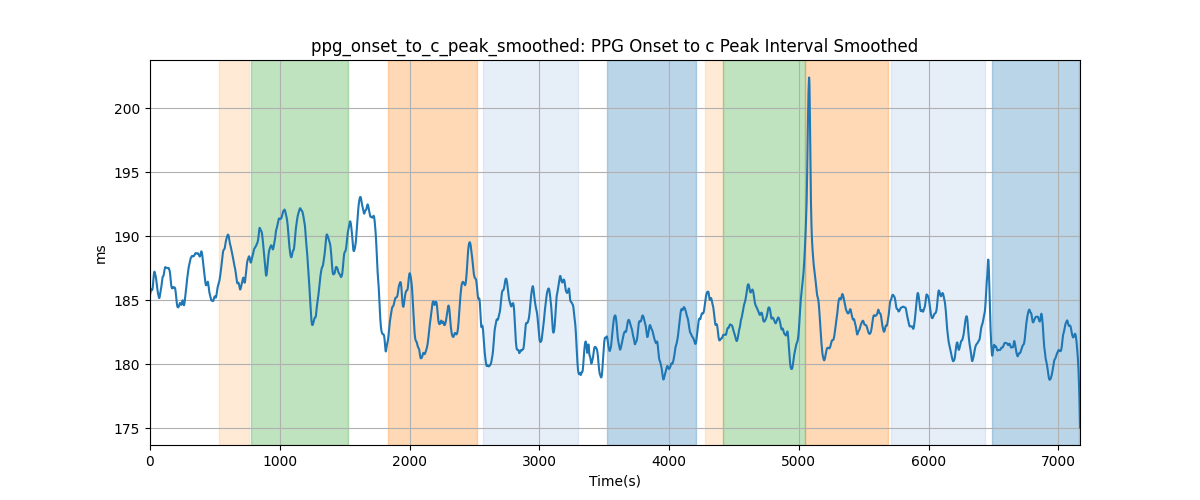 ppg_onset_to_c_peak_smoothed: PPG Onset to c Peak Interval Smoothed
200
195
190
185
180
175
ms
0 1000 2000 3000 4000 5000 6000 7000
Time(s)